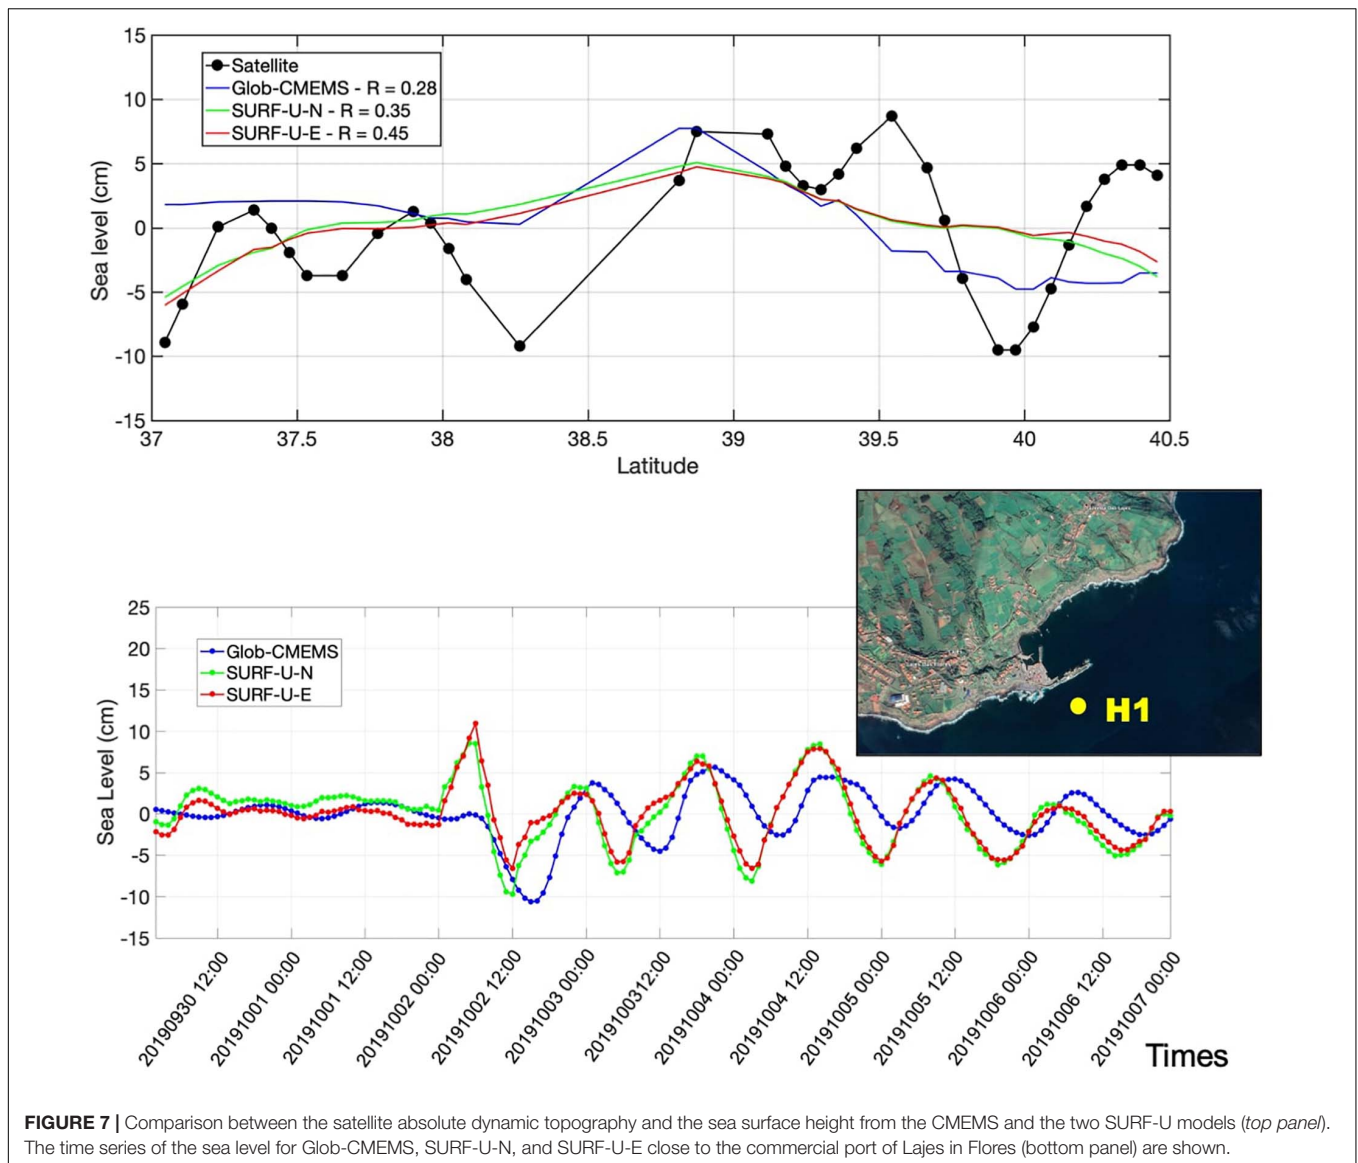 15
10
5
0
-5
-10
-15
Sea level (cm)
Satellite
Glob-CMEMS - R = 0.28
SURF-U-N - R = 0.35
SURF-U-E - R = 0.45
37
37.5
38
38.5
39
39.5
40
40.5
Latitude
H1
25
20
15
10
5
0
-5
-10
-15
Sea Level (cm)
Glob-CMEMS
SURF-U-N
SURF-U-E
20190930 12:00
20191001 00:00
20191001 12:00
20191002 00:00
20191002 12:00
20191003 00:00
2019100312:00
20191004 00:00
20191004 12:00
20191005 00:00
20191005 12:00
20191006 00:00
20191006 12:00
20191007 00:00
Times
FIGURE 7 | Comparison between the satellite absolute dynamic topography and the sea surface height from the CMEMS and the two SURF-U models (top panel).
The time series of the sea level for Glob-CMEMS, SURF-U-N, and SURF-U-E close to the commercial port of Lajes in Flores (bottom panel) are shown.